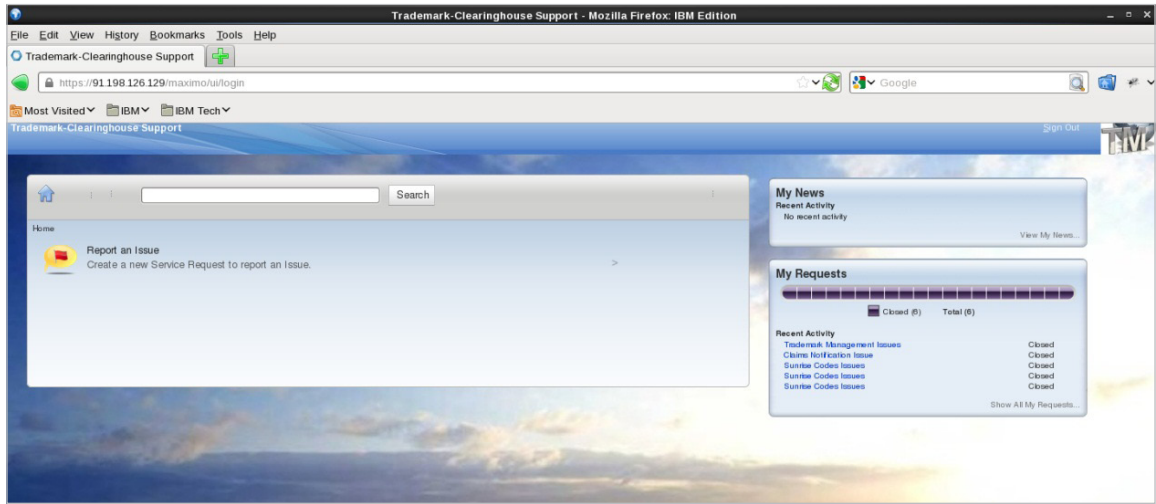 Trademark-Clearinghouse Support - Mozilla Firefox: IBM Edition
File Edit View History Bookmarks Tools Help
Trademark-Clearinghouse Support
https://91.198.126.129/maximo/ui/login
Google
Most Visited IBM IBM Tech
Trademark-Clearinghouse Support
Sign Out
TM
Search
Home
Report an Issue
Create a new Service Request to report an Issue.
>
My News
Recent Activity
No recent activity
View My News...
My Requests
Closed (6) Total (6)
Recent Activity
Trademark Management Issues Closed
Claims Notification Issue Closed
Sunrise Codes Issues Closed
Sunrise Codes Issues Closed
Sunrise Codes Issues Closed
Show All My Requests...